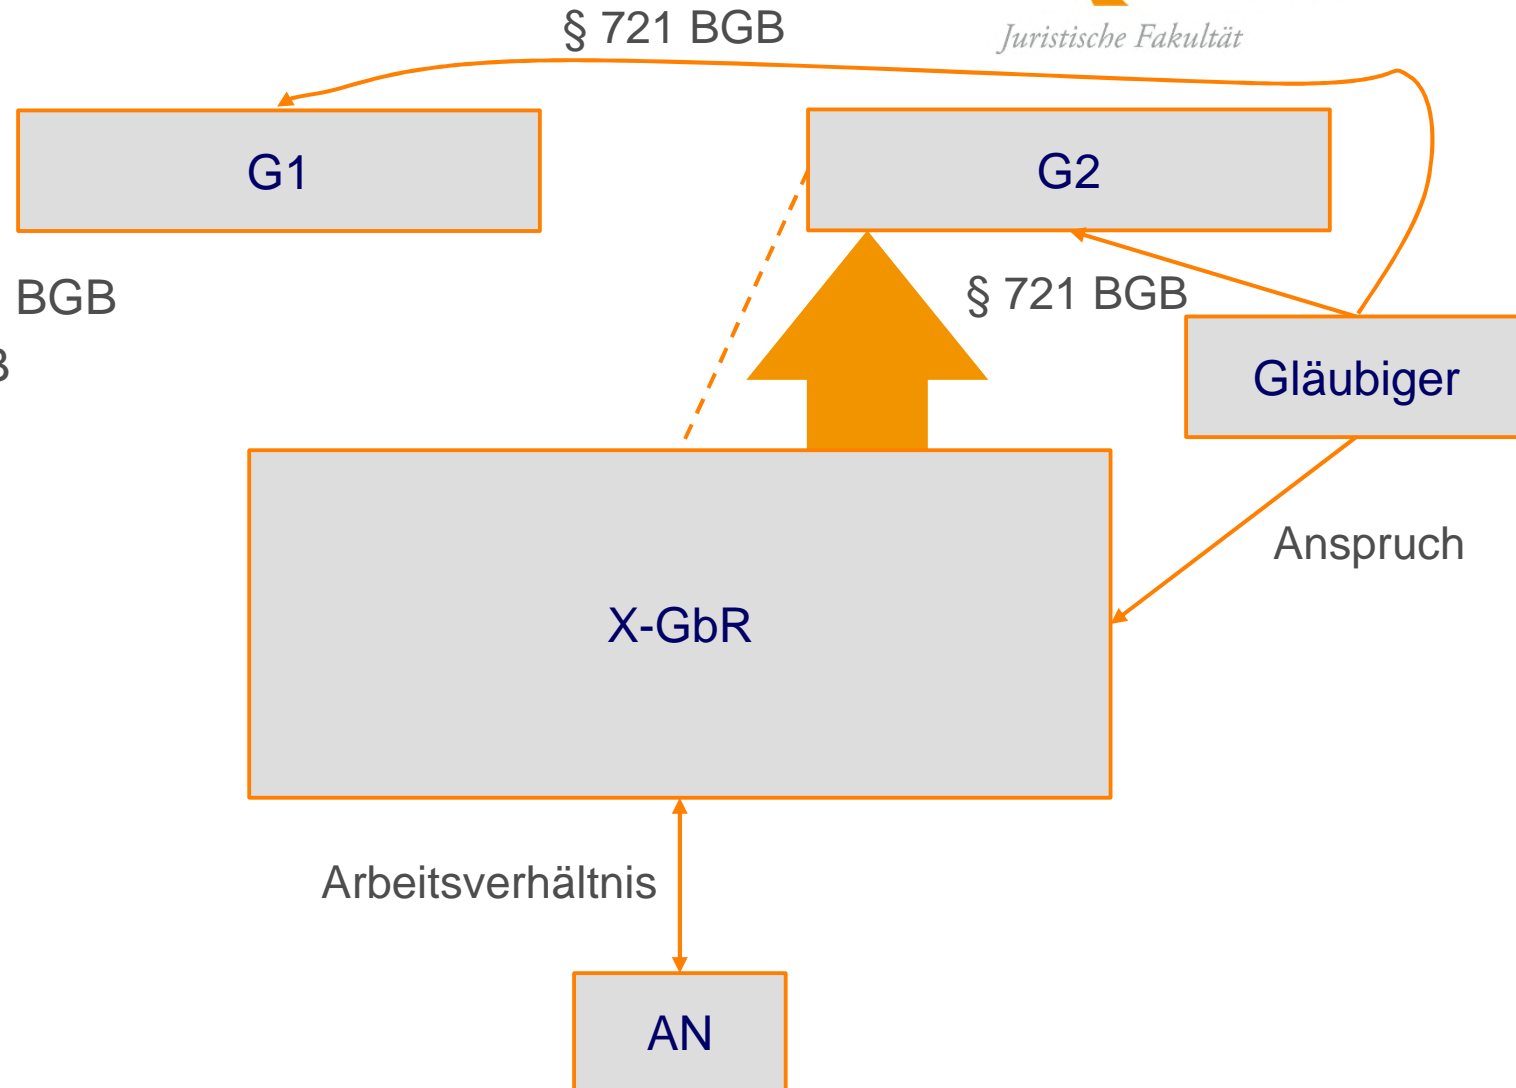 § 721 BGB
Juristische Fakultät
G1
G2
BGB
§ 721 BGB
Gläubiger
Anspruch
X-GbR
Arbeitsverhältnis
AN